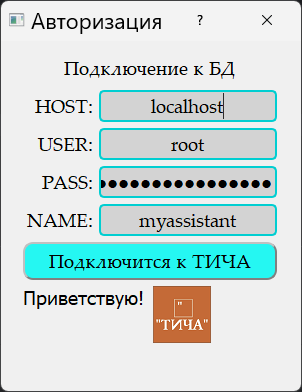 Авторизация ?
Подключение к БД
HOST: localhost
USER: root
PASS: ●●●●●●●●●●●●●●●●
NAME: myassistant
Подключится к ТИЧА
Приветствую!
"
"ТИЧА"